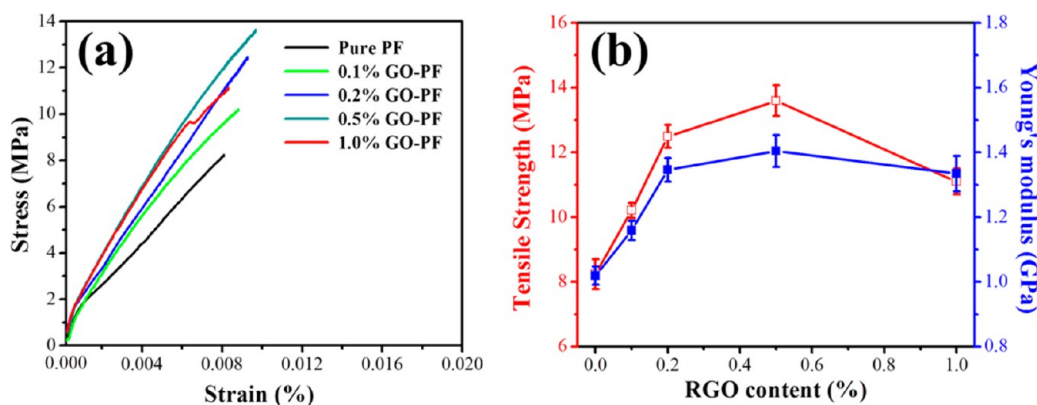 (a)
Pure PF
0.1% GO-PF
0.2% GO-PF
0.5% GO-PF
1.0% GO-PF
Stress (MPa)
14
12
10
8
6
4
2
0
0.000
0.004
0.008
0.012
0.016
0.020
Strain (%)
(b)
Tensile Strength (MPa)
16
14
12
10
8
6
Young's modulus (GPa)
1.8
1.6
1.4
1.2
1.0
0.8
0.0
0.2
0.4
0.6
0.8
1.0
RGO content (%)